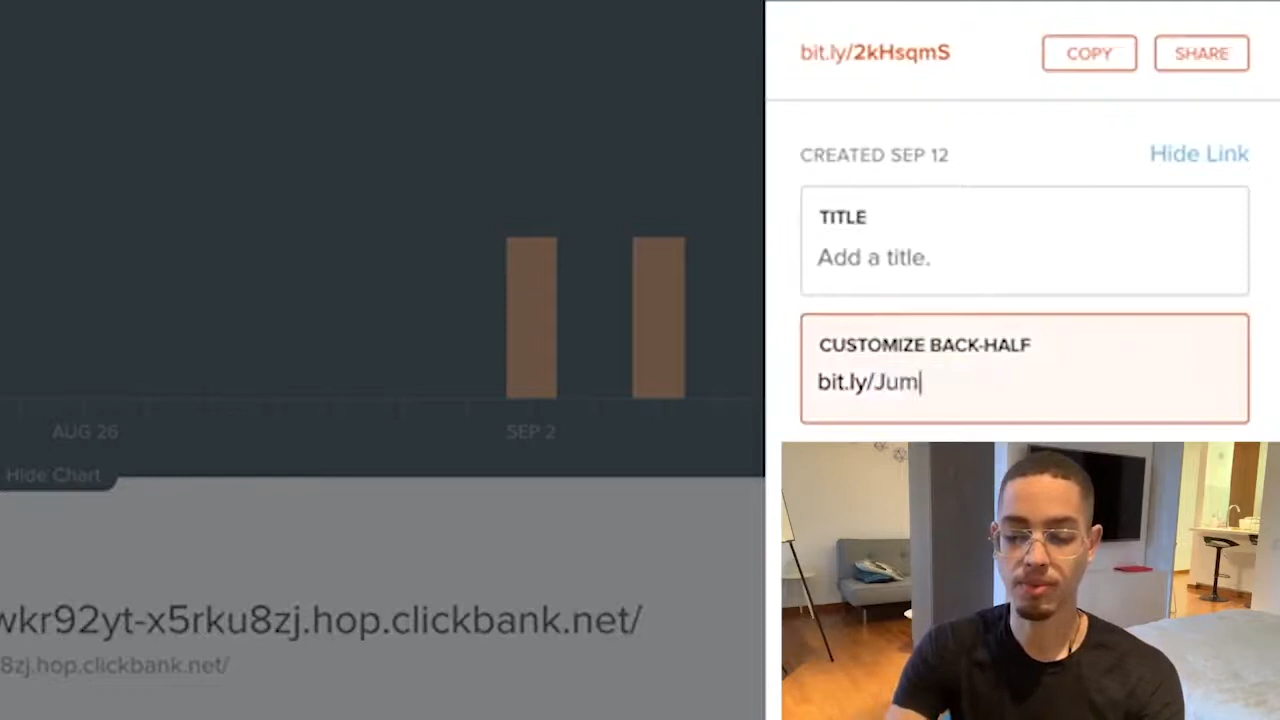 bit.ly/2kHsqmS
COPY
SHARE
CREATED SEP 12
Hide Link
TITLE
Add a title.
CUSTOMIZE BACK-HALF
bit.ly/Jum
AUG 26
SEP 2
Hide Chart
wkr92yt-x5rku8zj.hop.clickbank.net/
8zj.hop.clickbank.net/